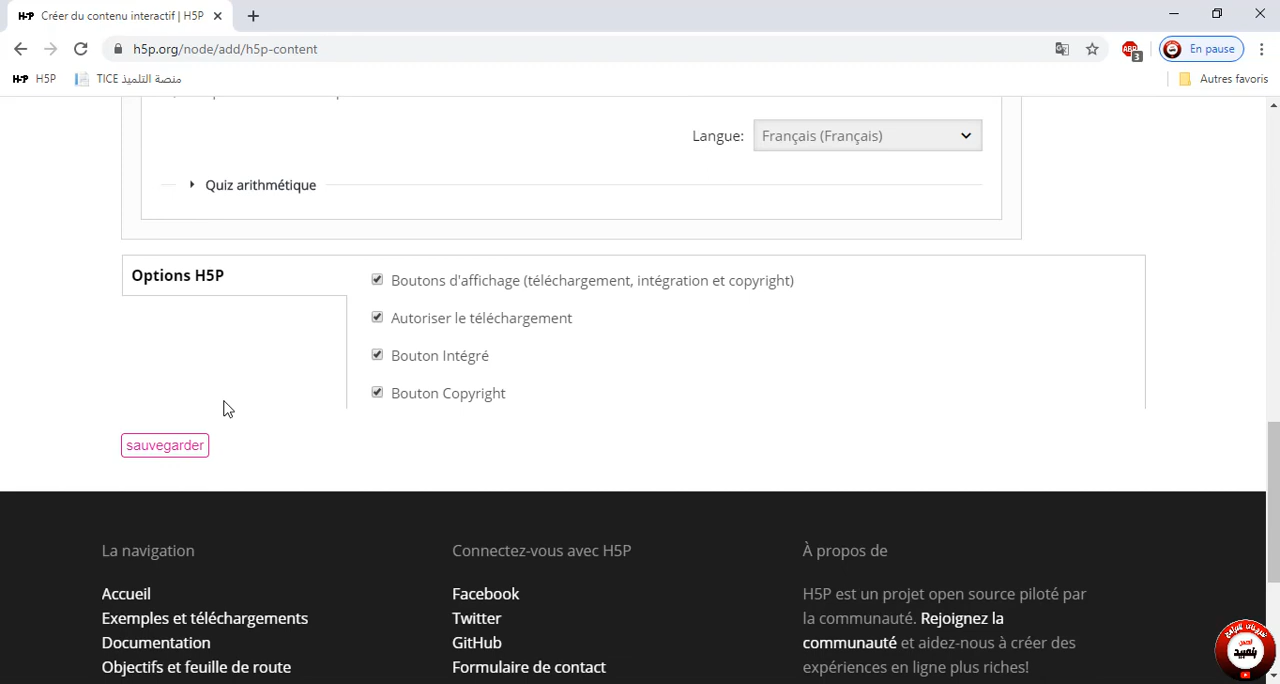 H-P Créer du contenu interactif | H5P
h5p.org/node/add/h5p-content
ABP
3
En pause
H-P H5P
منصة التلميذ TICE
Autres favoris
Langue:
Français (Français)
Quiz arithmétique
Options H5P
Boutons d'affichage (téléchargement, intégration et copyright)
Autoriser le téléchargement
Bouton Intégré
Bouton Copyright
sauvegarder
La navigation
Accueil
Exemples et téléchargements
Documentation
Objectifs et feuille de route
Connectez-vous avec H5P
Facebook
Twitter
GitHub
Formulaire de contact
À propos de
H5P est un projet open source piloté par
la communauté. Rejoignez la
communauté et aidez-nous à créer des
expériences en ligne plus riches!